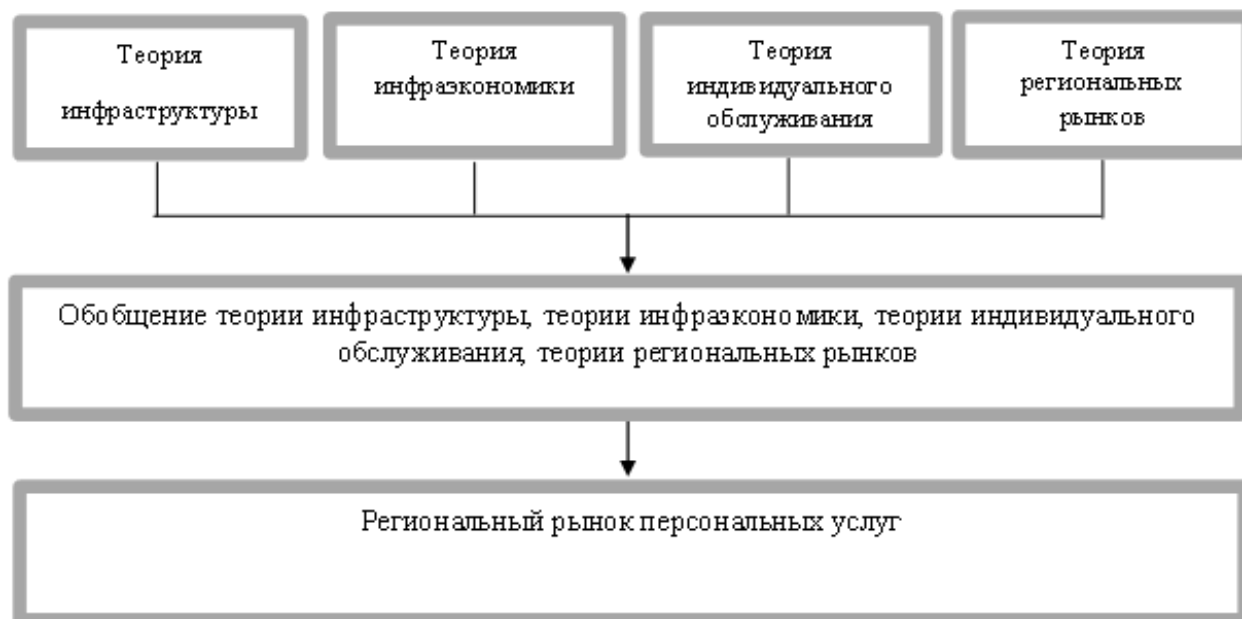 Теория
инфраструктуры
Теория
инфраэкономики
Теория
индивидуального
обслуживания
Теория
региональных
рынков
Обобщение теории инфраструктуры, теории инфраэкономики, теории индивидуального
обслуживания, теории региональных рынков
Региональный рынок персональных услуг